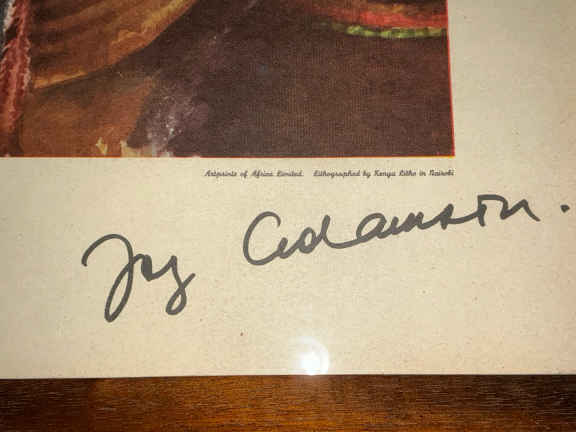 Artprints of Africa Limited. Lithographed by Kenya Litho in Nairobi
Joy Adamson.